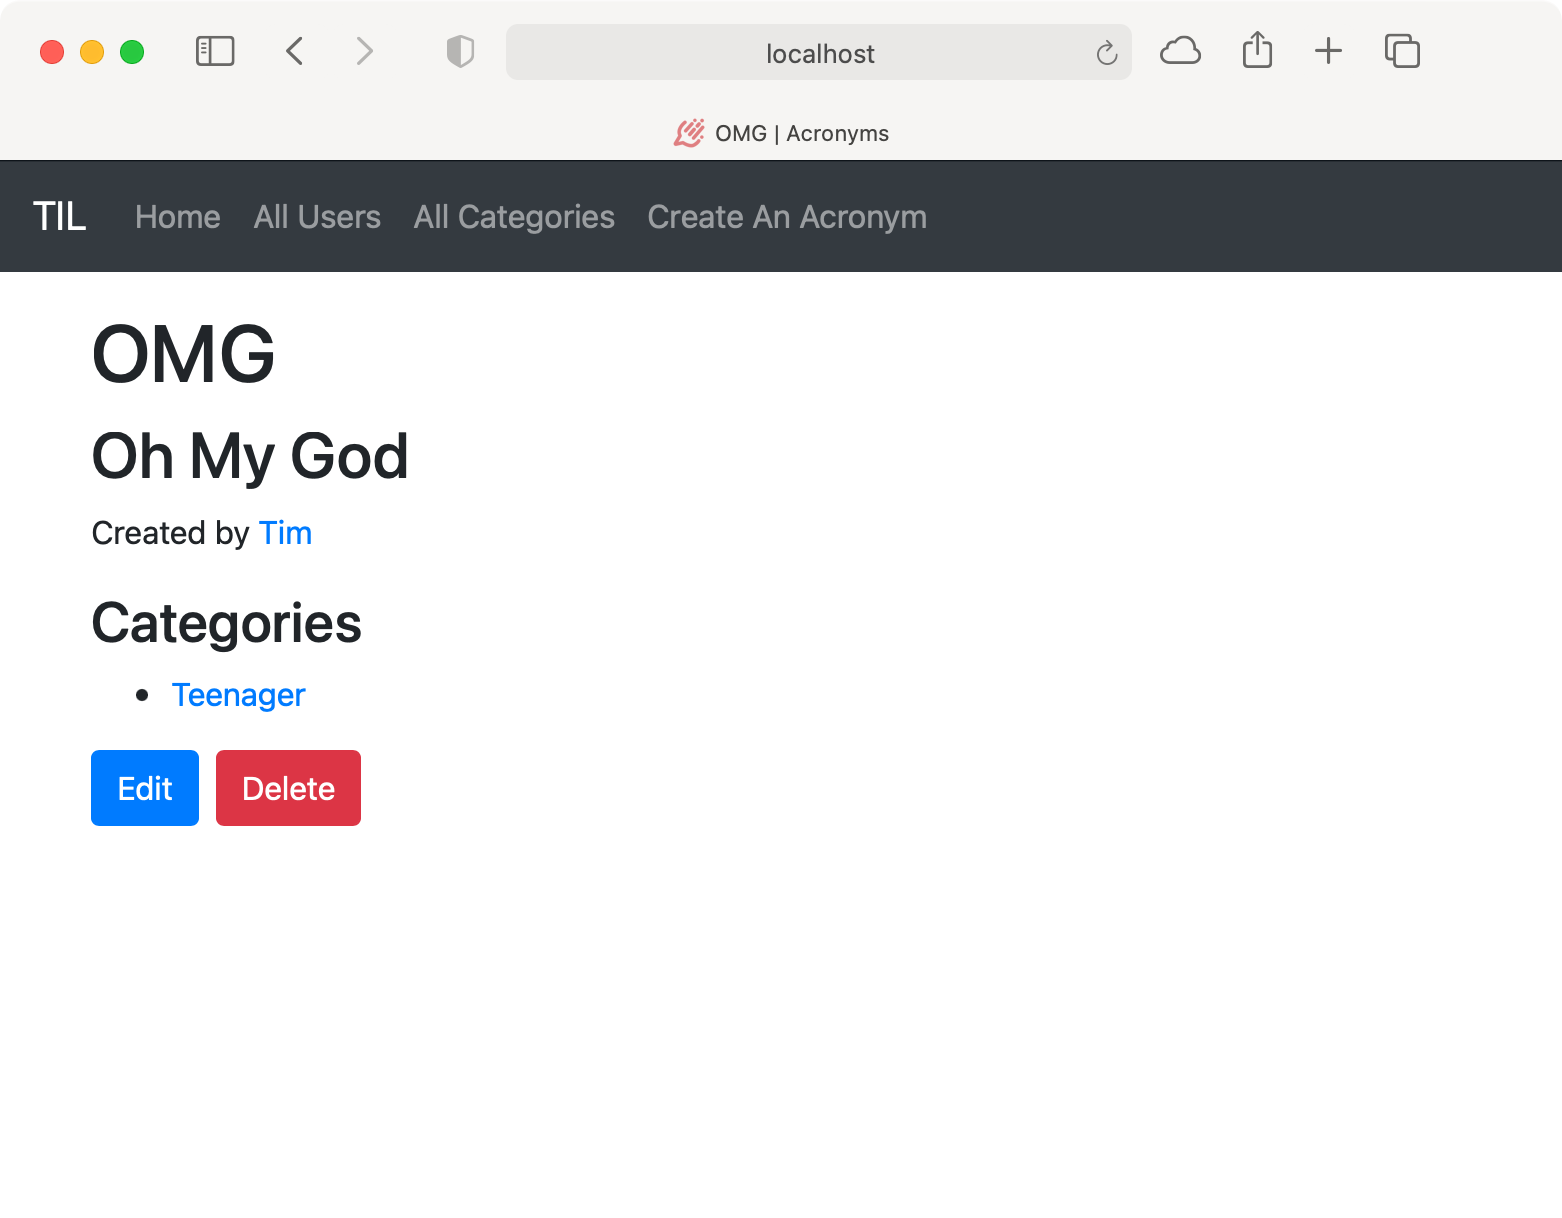 localhost
OMG | Acronyms
TIL Home All Users All Categories Create An Acronym
OMG
Oh My God
Created by Tim
Categories
• Teenager
Edit Delete